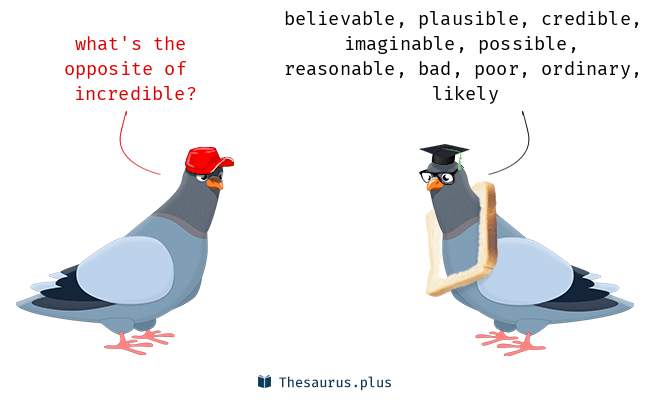 what's the
opposite of
incredible?
believable, plausible, credible,
imaginable, possible,
reasonable, bad, poor, ordinary,
likely
Thesaurus.plus